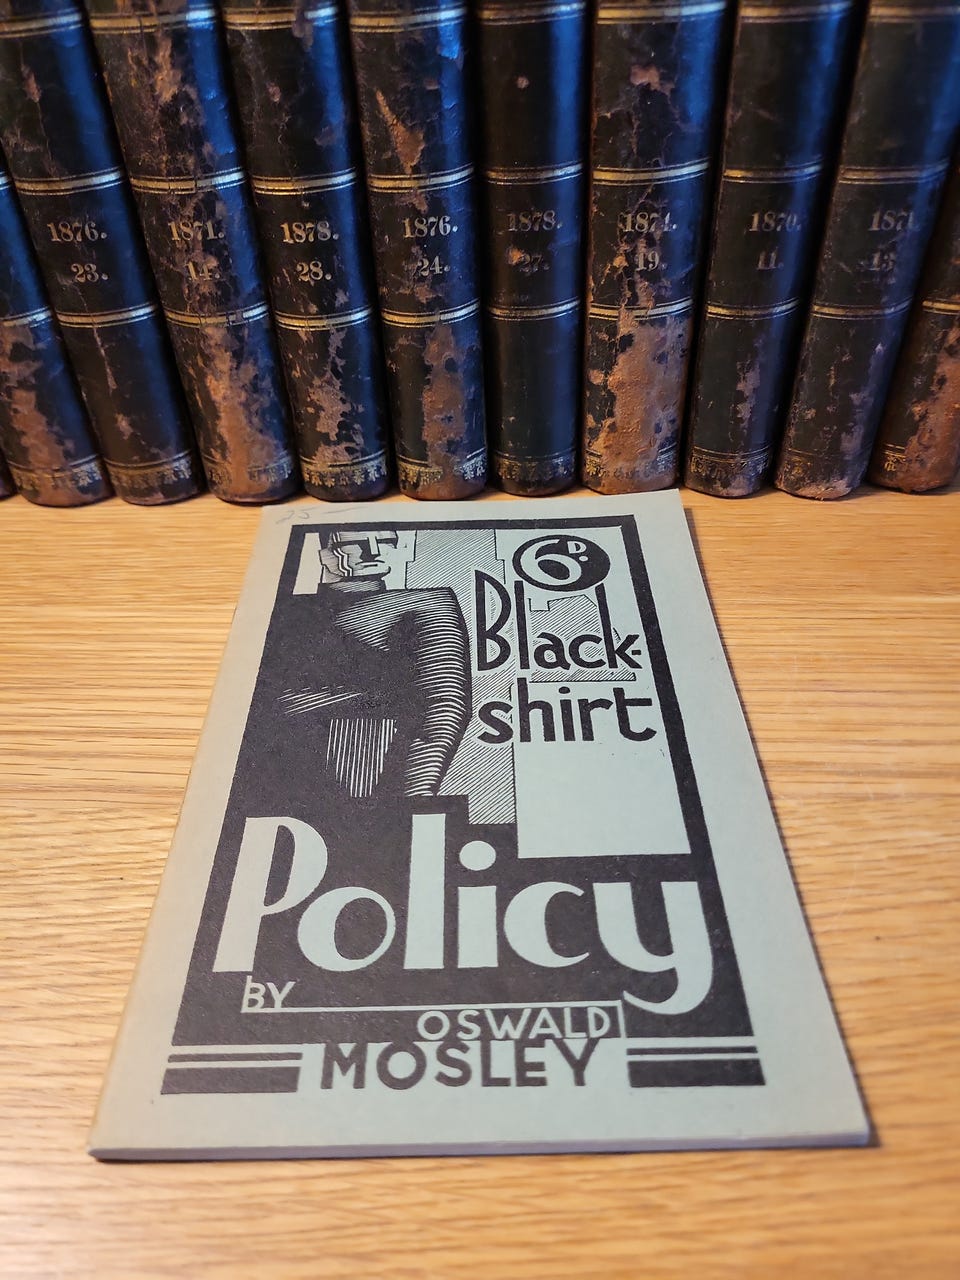 1876.
23.
1871.
14.
1878.
28.
1876.
24.
1878.
27.
1874.
19.
1870.
11.
1871.
13.
25-
6D.
Black-
shirt
Policy
BY
OSWALD
MOSLEY